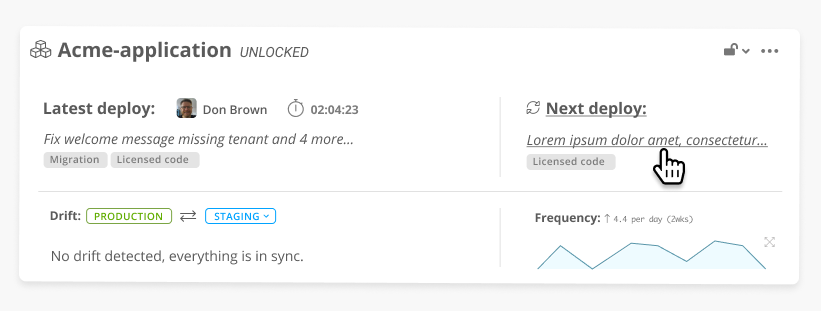 Acme-application UNLOCKED
Latest deploy: Don Brown 02:04:23
Fix welcome message missing tenant and 4 more...
Migration Licensed code
Next deploy:
Lorem ipsum dolor amet, consectetur...
Licensed code
Drift: PRODUCTION STAGING
No drift detected, everything is in sync.
Frequency: ↑ 4.4 per day (2wks)